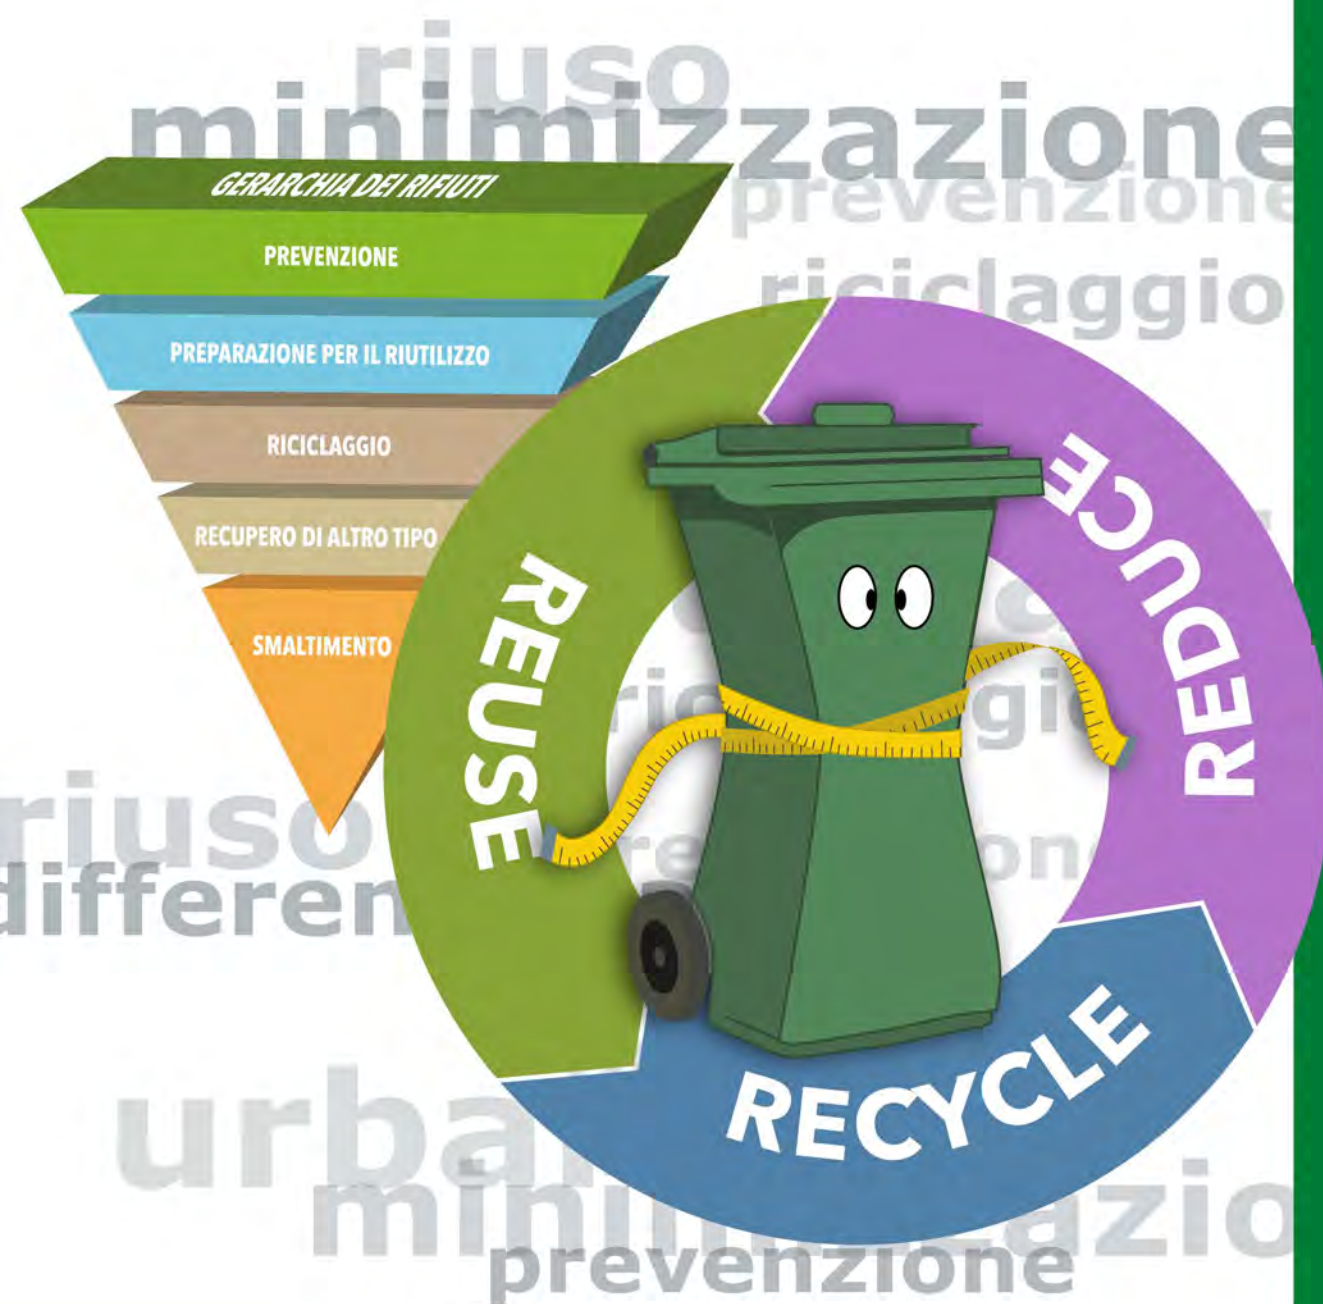 riuso
minimizzazione
prevenzione
riciclaggio
GERARCHIA DEI RIFIUTI
PREVENZIONE
PREPARAZIONE PER IL RIUTILIZZO
RICICLAGGIO
RECUPERO DI ALTRO TIPO
SMALTIMENTO
REUSE
REDUCE
RECYCLE
riuso
differen
urba
prevenzione